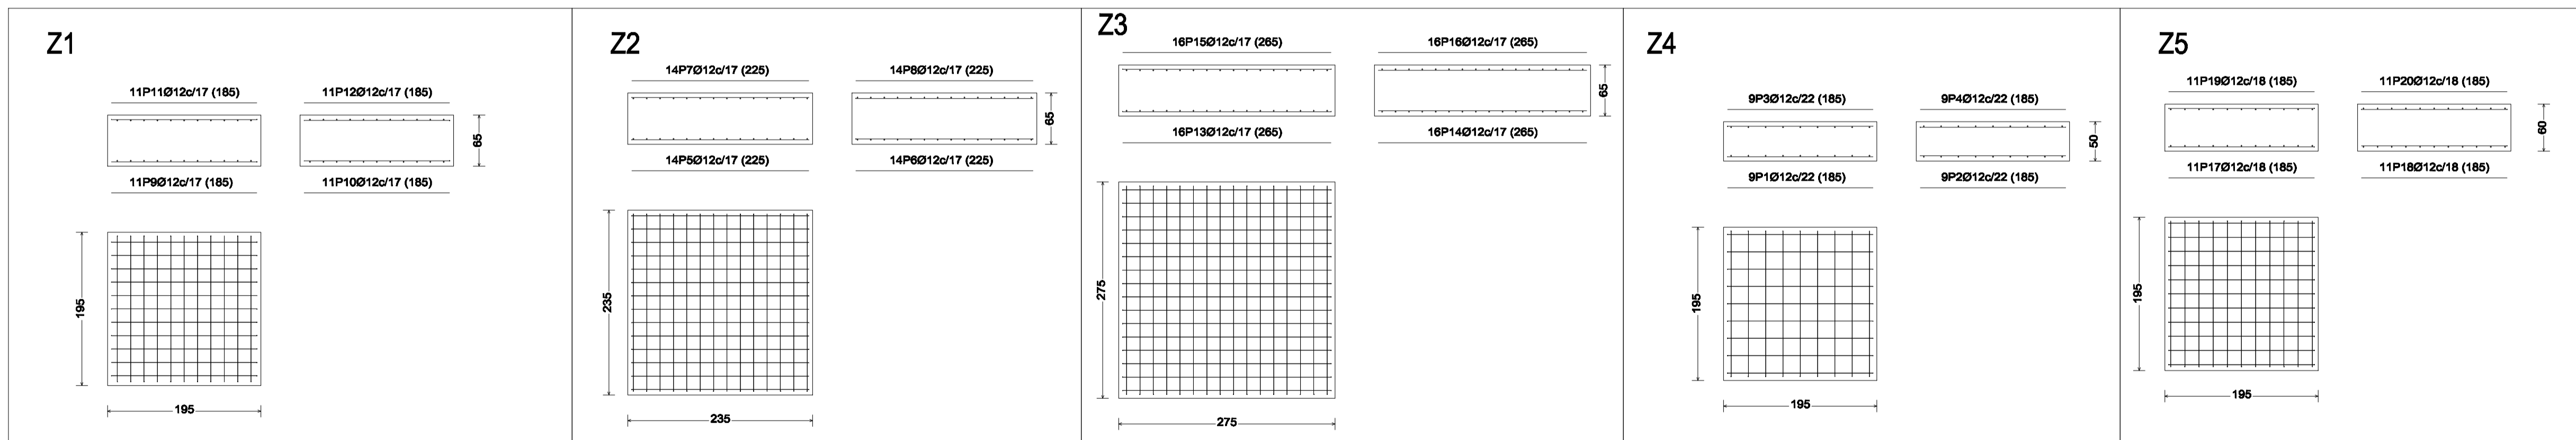 Z1
11P11Ø12c/17 (185)
11P12Ø12c/17 (185)
65
11P9Ø12c/17 (185)
11P10Ø12c/17 (185)
195
195
Z2
14P7Ø12c/17 (225)
14P8Ø12c/17 (225)
65
14P5Ø12c/17 (225)
14P6Ø12c/17 (225)
235
235
Z3
16P15Ø12c/17 (265)
16P16Ø12c/17 (265)
65
16P13Ø12c/17 (265)
16P14Ø12c/17 (265)
275
275
Z4
9P3Ø12c/22 (185)
9P4Ø12c/22 (185)
50
9P1Ø12c/22 (185)
9P2Ø12c/22 (185)
195
195
Z5
11P19Ø12c/18 (185)
11P20Ø12c/18 (185)
60
11P17Ø12c/18 (185)
11P18Ø12c/18 (185)
195
195